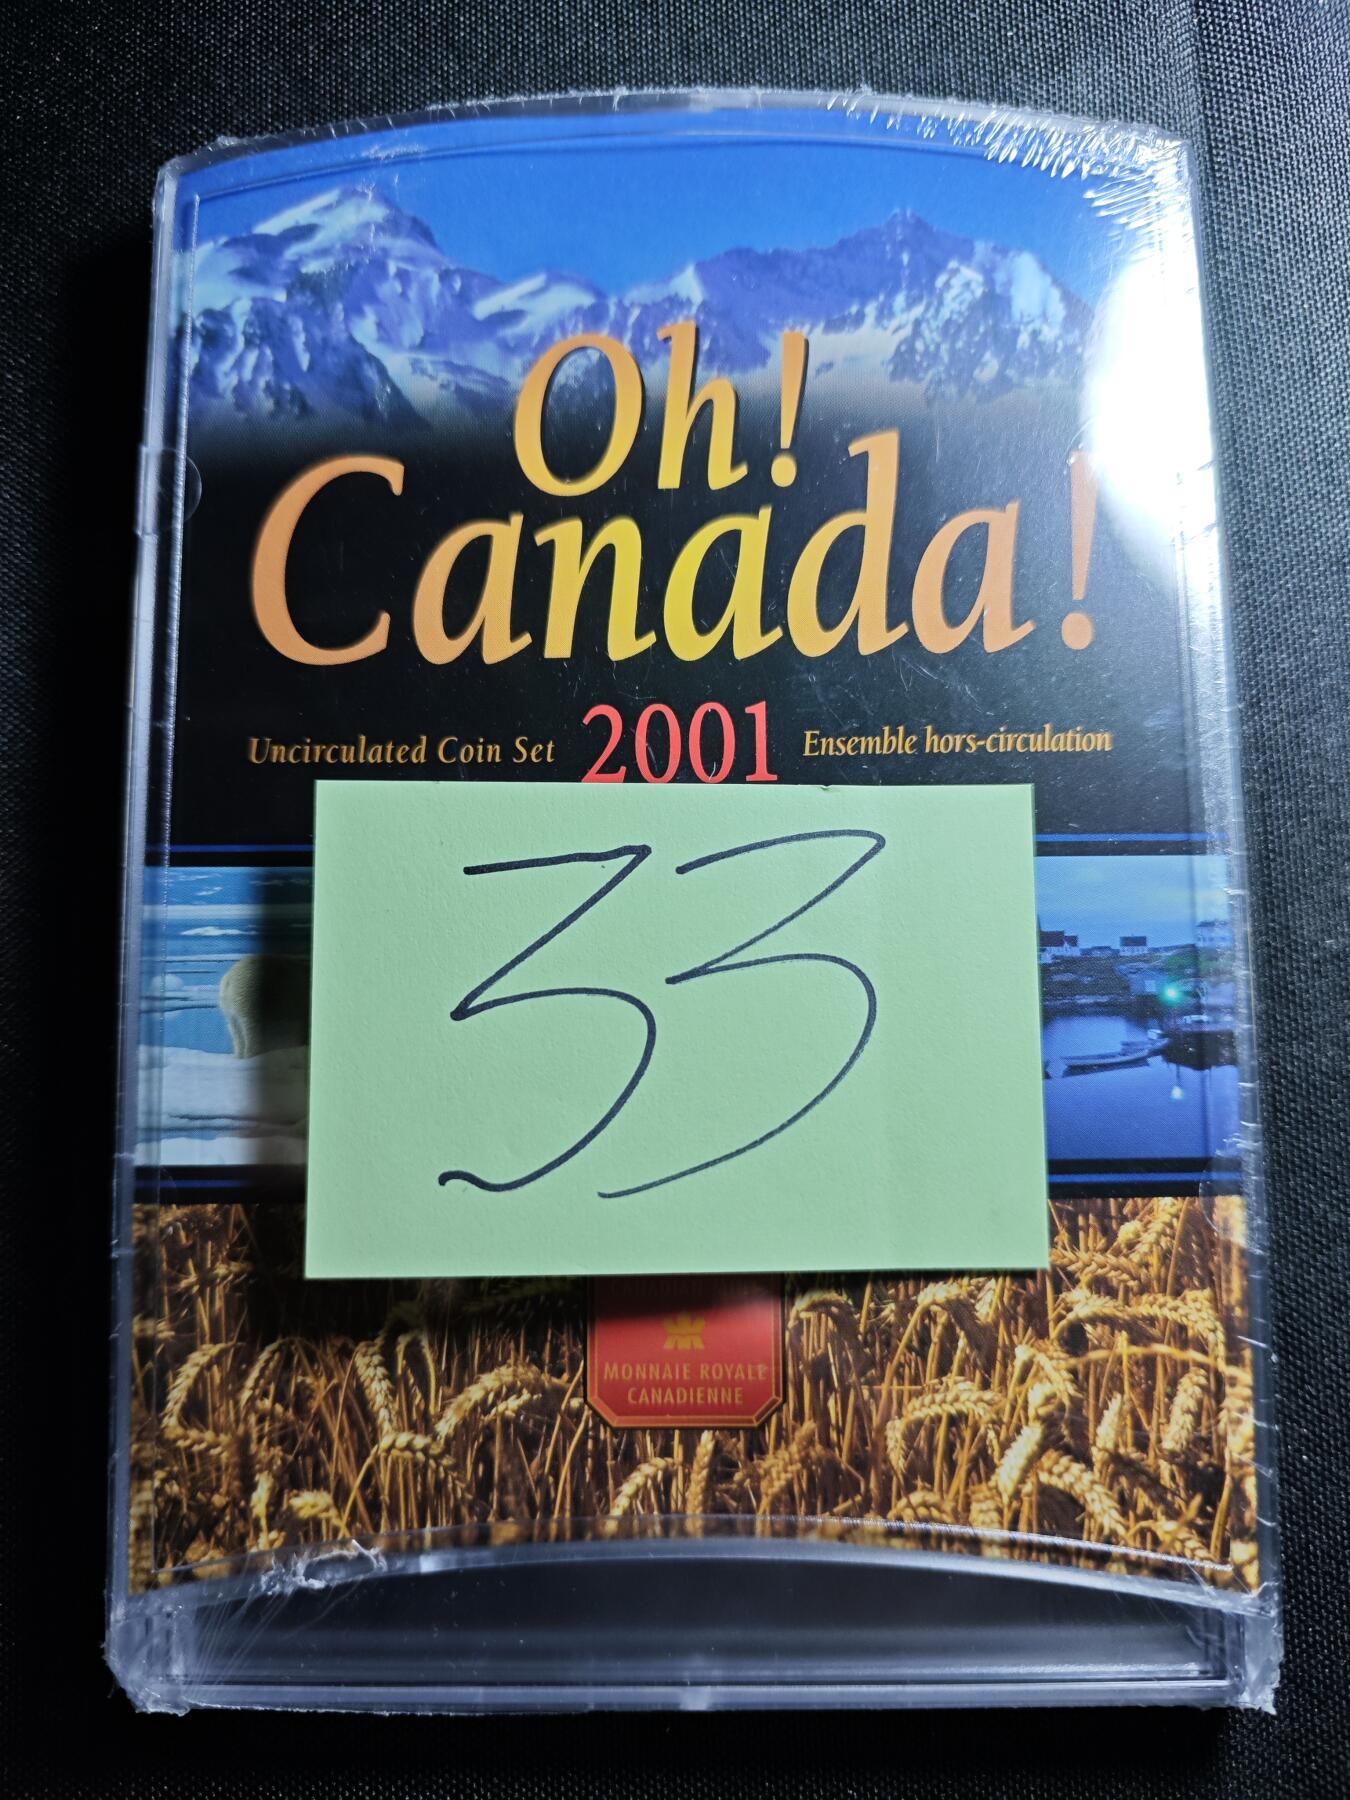 Oh!
Canada!
Uncirculated Coin Set 2001 Ensemble hors-circulation
33
MONNAIE ROYALE
CANADIENNE